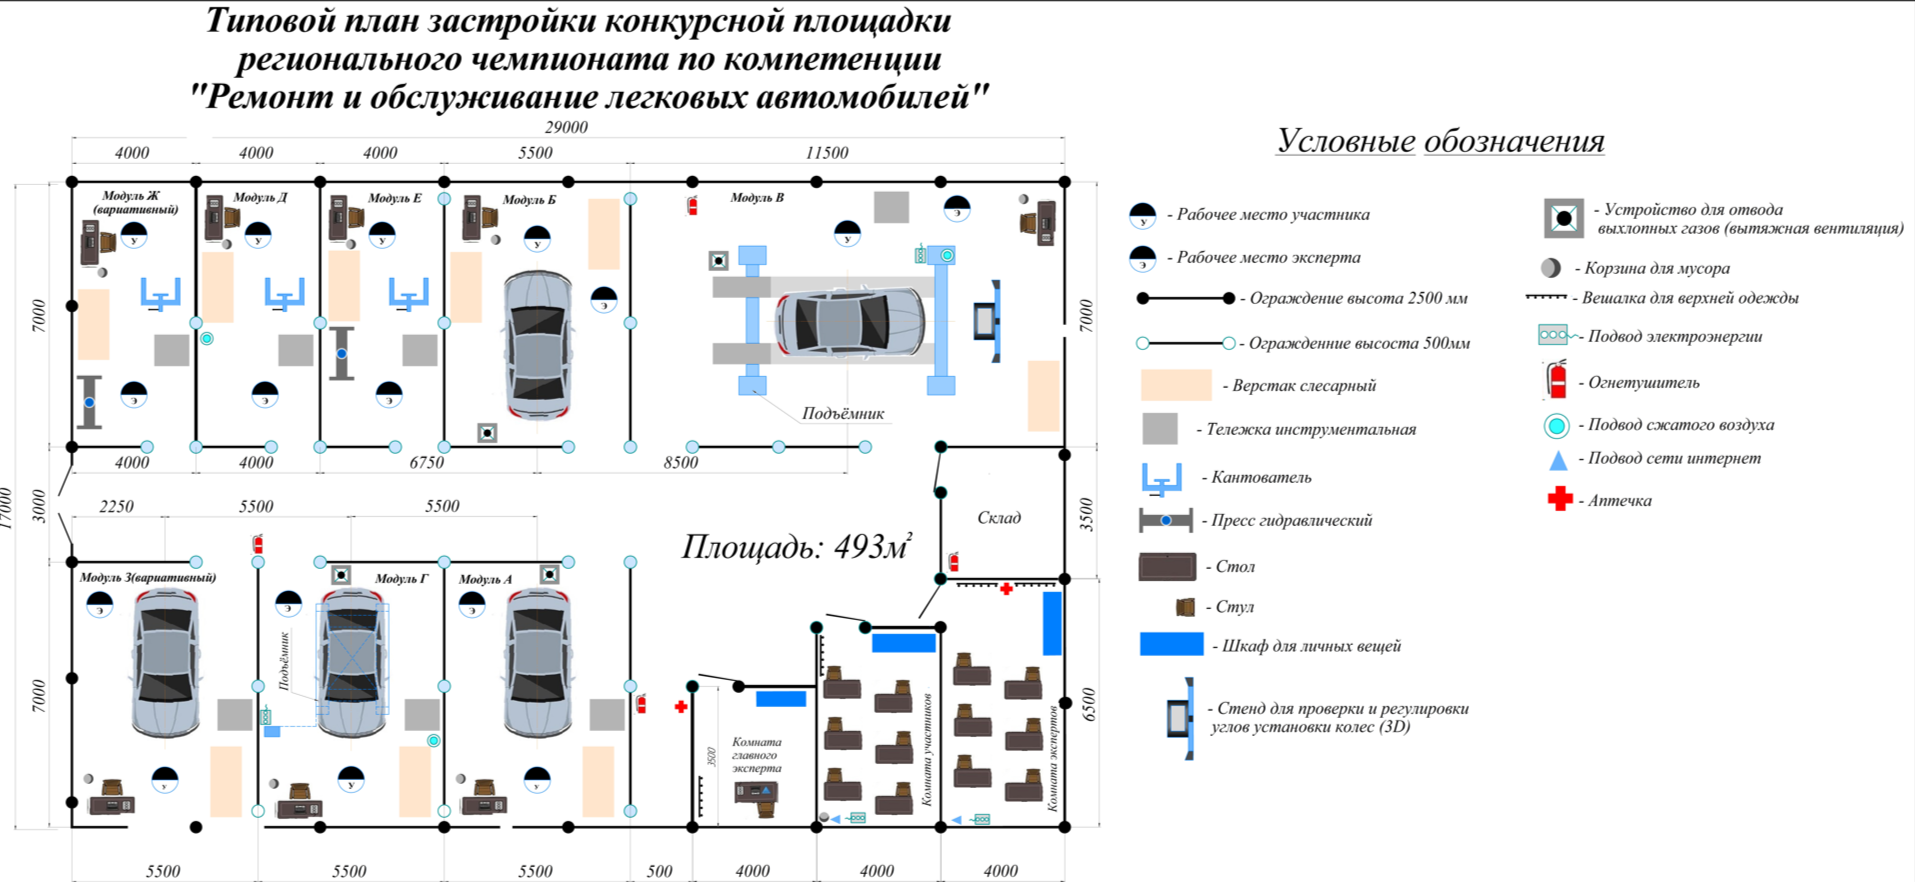 Типовой план застройки конкурсной площадки
регионального чемпионата по компетенции
"Ремонт и обслуживание легковых автомобилей"
29000
4000
4000
4000
5500
11500
Модуль Ж
(вариативный)
Модуль Д
Модуль Е
Модуль Б
Модуль В
У
У
У
У
У
Э
Э
Э
Э
Э
Подъёмник
7000
7000
4000
4000
6750
8500
17000
3000
2250
5500
5500
Площадь: 493м²
Склад
3500
Модуль З(вариативный)
Модуль Г
Модуль А
Э
Э
Э
Подъёмник
7000
У
У
У
Комната
главного
эксперта
3500
Комната участников
Комната экспертов
6500
5500
5500
5500
500
4000
4000
4000
Условные обозначения
У - Рабочее место участника
Э - Рабочее место эксперта
- Ограждение высота 2500 мм
- Огражденние высоста 500мм
- Верстак слесарный
- Тележка инструментальная
- Кантователь
- Пресс гидравлический
- Стол
- Стул
- Шкаф для личных вещей
- Стенд для проверки и регулировки
углов установки колес (3D)
- Устройство для отвода
выхлопных газов (вытяжная вентиляция)
- Корзина для мусора
- Вешалка для верхней одежды
- Подвод электроэнергии
- Огнетушитель
- Подвод сжатого воздуха
- Подвод сети интернет
- Аптечка